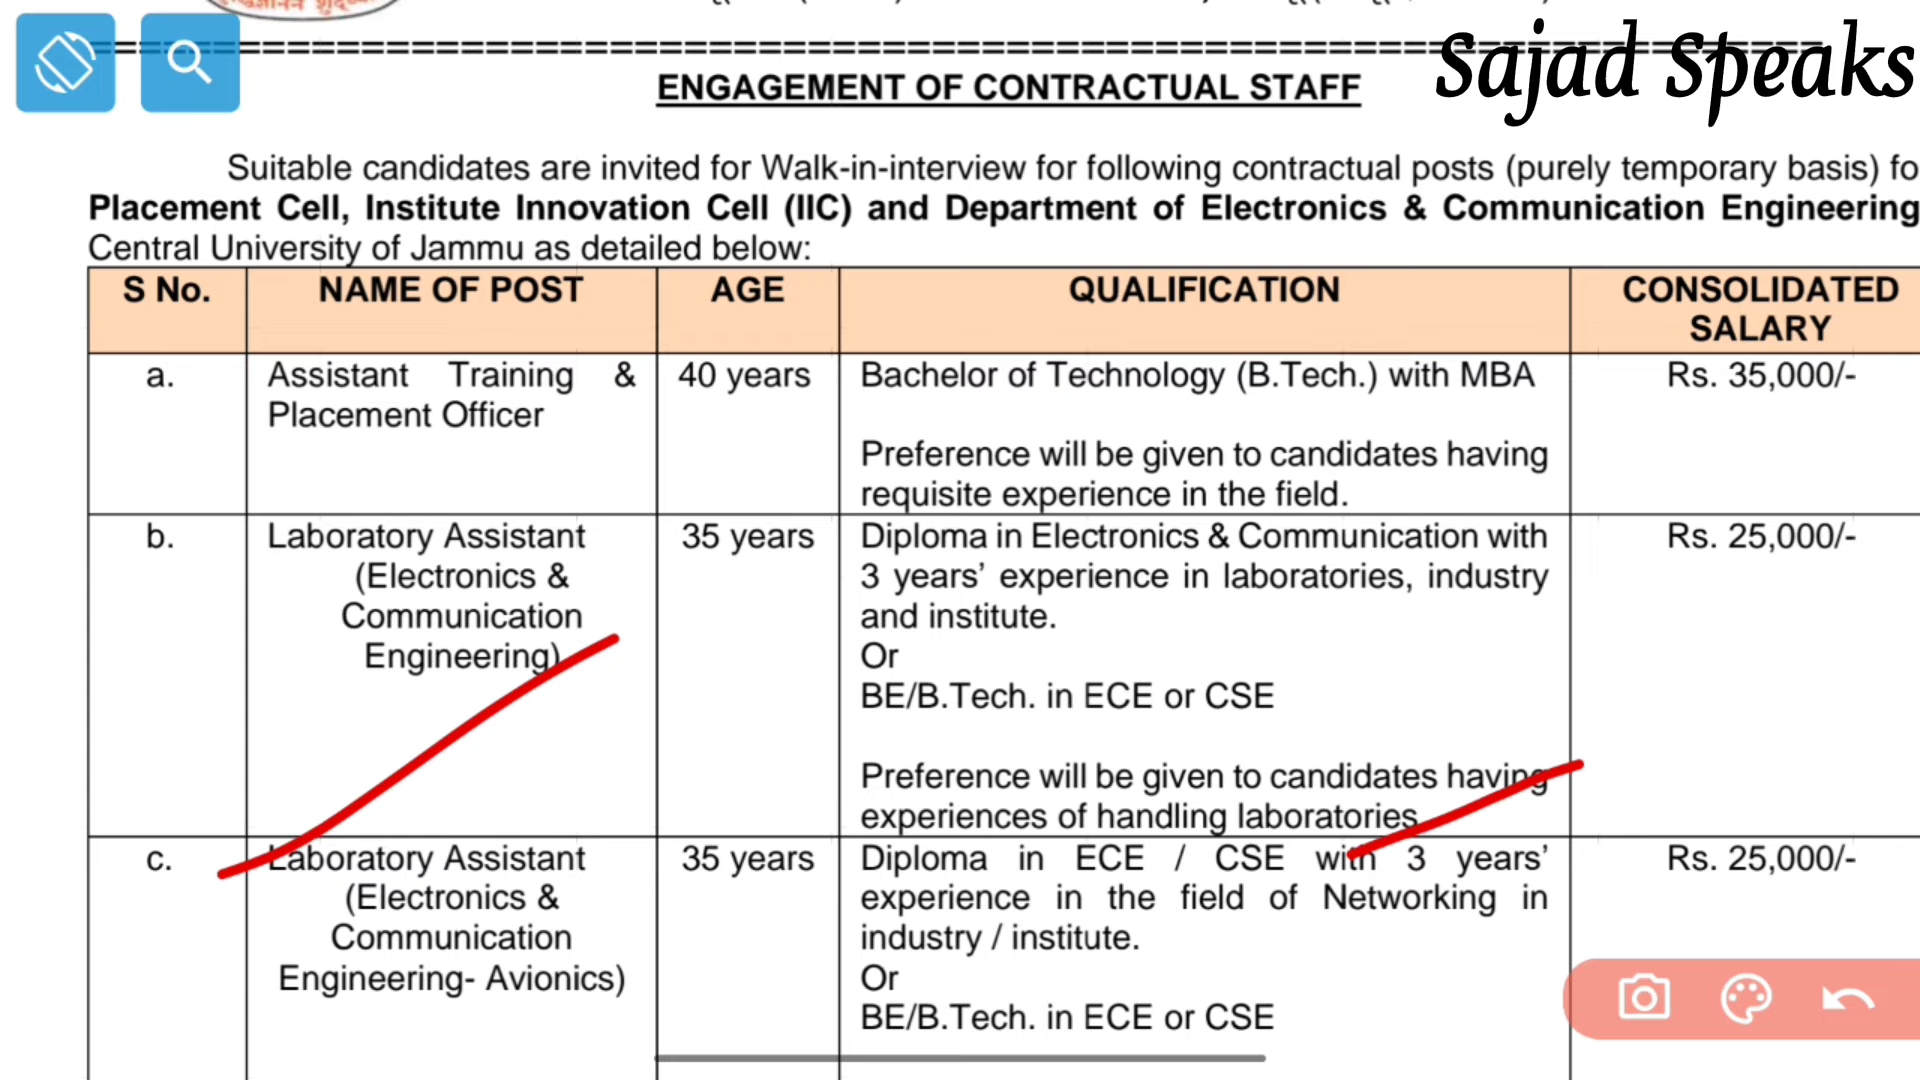 Sajad Speaks
ENGAGEMENT OF CONTRACTUAL STAFF
Suitable candidates are invited for Walk-in-interview for following contractual posts (purely temporary basis) fo
Placement Cell, Institute Innovation Cell (IIC) and Department of Electronics & Communication Engineering
Central University of Jammu as detailed below:
S No.
NAME OF POST
AGE
QUALIFICATION
CONSOLIDATED
SALARY
a.
Assistant Training &
Placement Officer
40 years
Bachelor of Technology (B.Tech.) with MBA
Preference will be given to candidates having
requisite experience in the field.
Rs. 35,000/-
b.
Laboratory Assistant
(Electronics &
Communication
Engineering)
35 years
Diploma in Electronics & Communication with
3 years’ experience in laboratories, industry
and institute.
Or
BE/B.Tech. in ECE or CSE
Preference will be given to candidates having
experiences of handling laboratories
Rs. 25,000/-
c.
Laboratory Assistant
(Electronics &
Communication
Engineering- Avionics)
35 years
Diploma in ECE / CSE with 3 years’
experience in the field of Networking in
industry / institute.
Or
BE/B.Tech. in ECE or CSE
Rs. 25,000/-